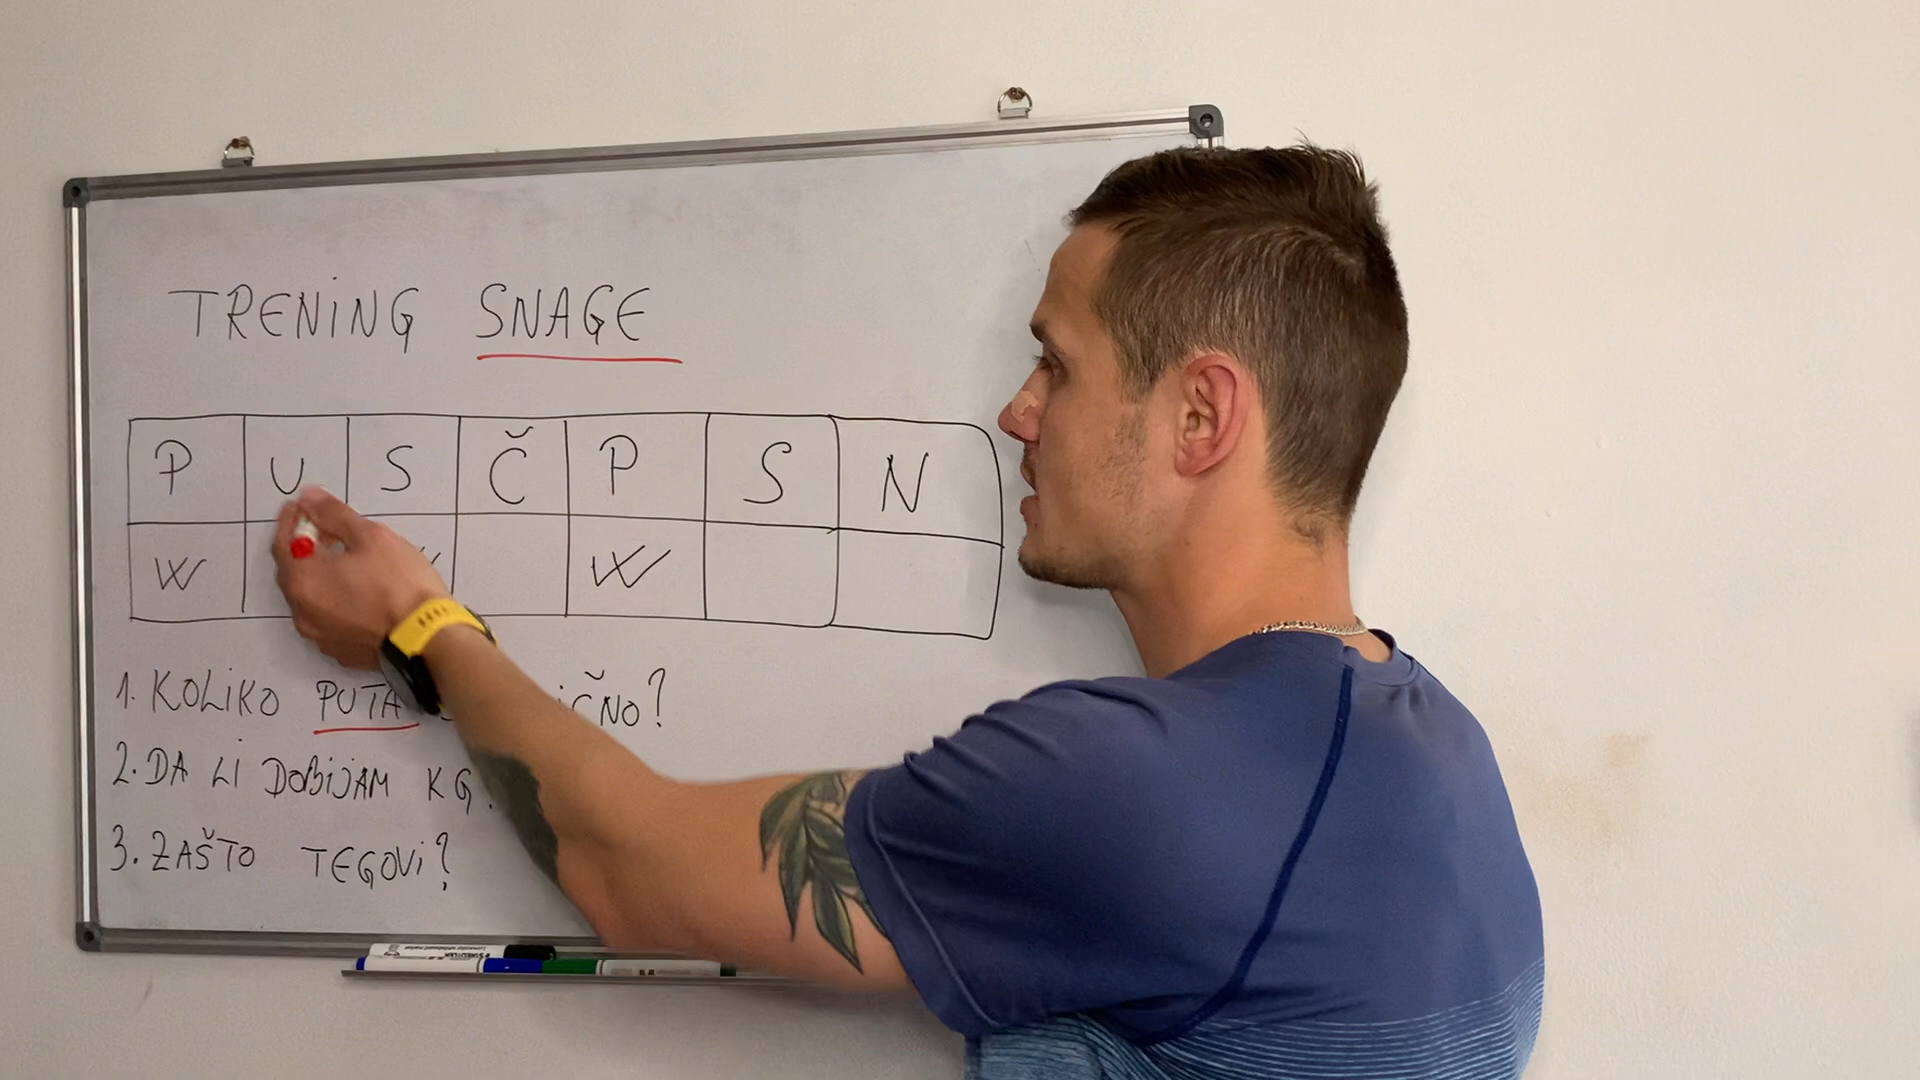 TRENING SNAGE
P U S Č P S N
W W
1. KOLIKO PUTA
2. DA LI DOBIJAM KG.
3. ZAŠTO TEGOVI?